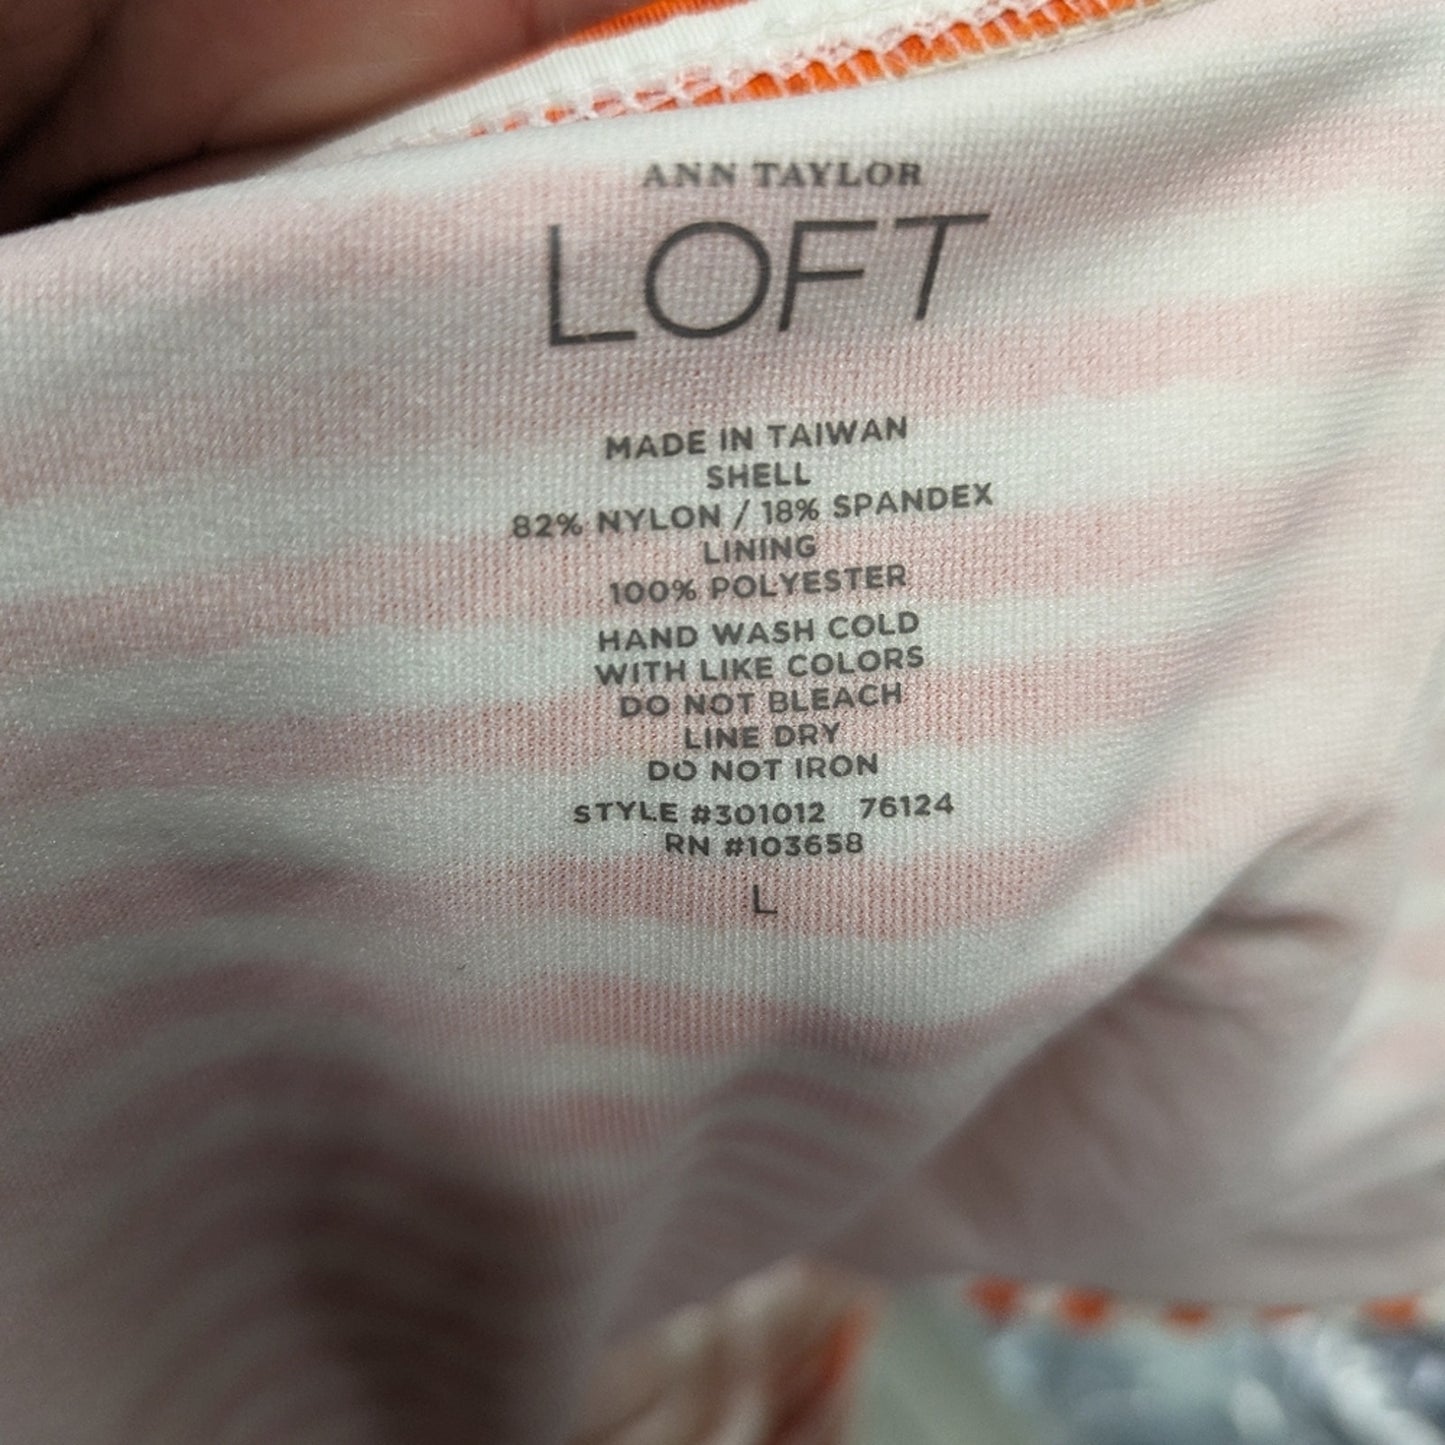 ANN TAYLOR
LOFT
MADE IN TAIWAN
SHELL
82% NYLON / 18% SPANDEX
LINING
100% POLYESTER
HAND WASH COLD
WITH LIKE COLORS
DO NOT BLEACH
LINE DRY
DO NOT IRON
STYLE #301012 76124
RN #103658
L